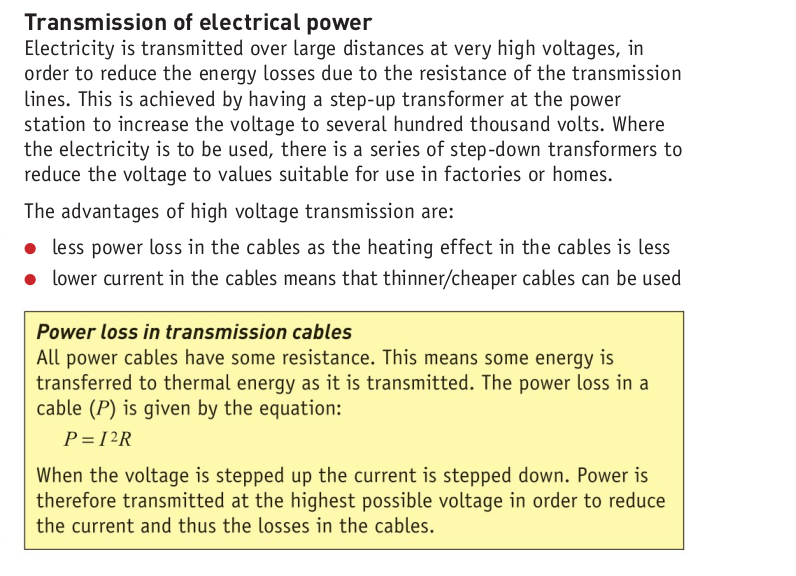 Transmission of electrical power
Electricity is transmitted over large distances at very high voltages, in
order to reduce the energy losses due to the resistance of the transmission
lines. This is achieved by having a step-up transformer at the power
station to increase the voltage to several hundred thousand volts. Where
the electricity is to be used, there is a series of step-down transformers to
reduce the voltage to values suitable for use in factories or homes.
The advantages of high voltage transmission are:
● less power loss in the cables as the heating effect in the cables is less
● lower current in the cables means that thinner/cheaper cables can be used
Power loss in transmission cables
All power cables have some resistance. This means some energy is
transferred to thermal energy as it is transmitted. The power loss in a
cable (P) is given by the equation:
P = I²R
When the voltage is stepped up the current is stepped down. Power is
therefore transmitted at the highest possible voltage in order to reduce
the current and thus the losses in the cables.